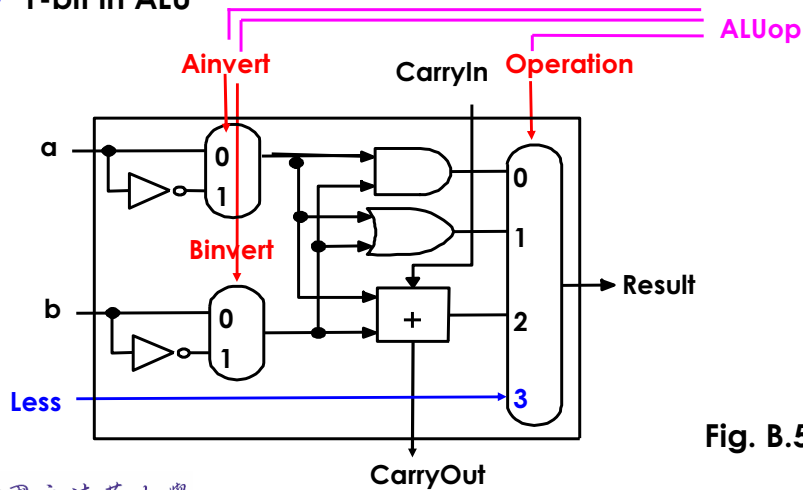 1-bit in ALU
ALUop
Ainvert
CarryIn
Operation
a
0
1
0
1
Binvert
b
0
1
+
2
Result
Less
3
CarryOut
Fig. B.5